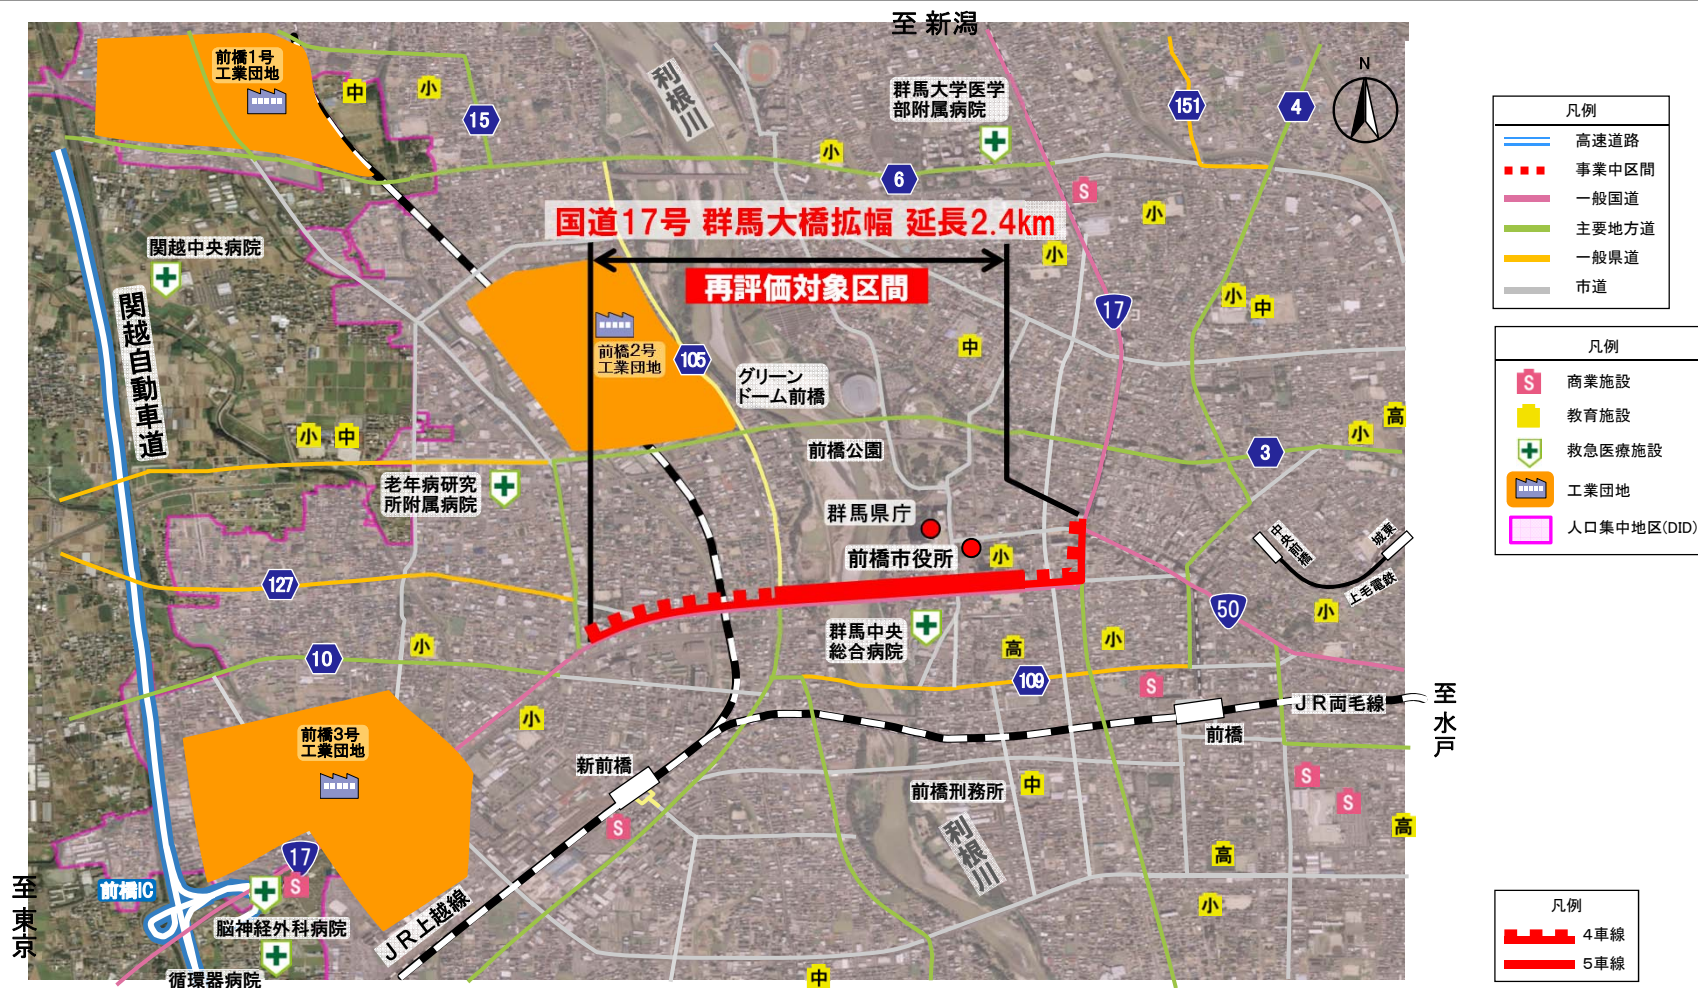 至 新潟
前橋1号
工業団地
中
小
15
利根川
群馬大学医学
部附属病院
151
4
N
小
6
S
小
国道17号 群馬大橋拡幅 延長2.4km
小
再評価対象区間
関越中央病院
関越自動車道
17
小
中
中
前橋2号
工業団地
105
グリーン
ドーム前橋
小
中
高
小
3
前橋公園
老年病研究
所附属病院
群馬県庁
前橋市役所
小
中央
前橋
城東
上毛電鉄
127
50
小
群馬中央
総合病院
小
高
小
10
109
S
小
JR両毛線
至 水戸
前橋
前橋3号
工業団地
新前橋
S
前橋刑務所
中
S
S
高
利根川
高
17
至 東京
前橋IC
S
小
脳神経外科病院
JR上越線
循環器病院
中
凡例
高速道路
事業中区間
一般国道
主要地方道
一般県道
市道
凡例
S
商業施設
教育施設
救急医療施設
工業団地
人口集中地区(DID)
凡例
4車線
5車線